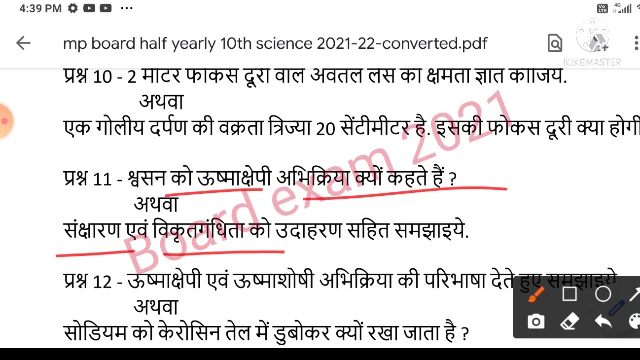 4:39 PM
mp board half yearly 10th science 2021-22-converted.pdf
KINEMASTER
प्रश्न 10 - 2 मीटर फोकस दूरी वाले अवतल लेंस की क्षमता ज्ञात कीजिये.
अथवा
एक गोलीय दर्पण की वक्रता त्रिज्या 20 सेंटीमीटर है. इसकी फोकस दूरी क्या होगी
Board exam 2021
प्रश्न 11 - श्वसन को ऊष्माक्षेपी अभिक्रिया क्यों कहते हैं ?
अथवा
संक्षारण एवं विकृतगंधिता को उदाहरण सहित समझाइये.
प्रश्न 12 - ऊष्माक्षेपी एवं ऊष्माशोषी अभिक्रिया की परिभाषा देते हुए समझाइये
अथवा
सोडियम को केरोसिन तेल में डुबोकर क्यों रखा जाता है ?